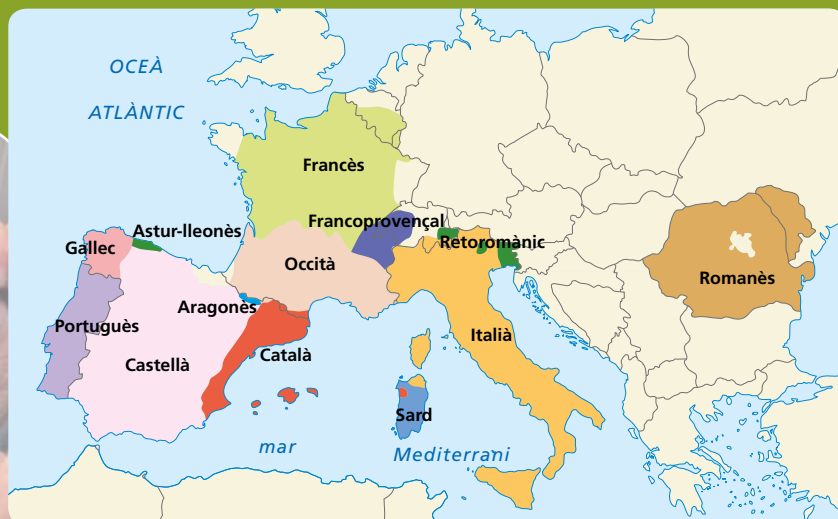 OCEÀ
ATLÀNTIC
Francès
Francoprovençal
Astur-lleonès
Gallec
Retoromànic
Occità
Romanès
Aragonès
Portuguès
Italià
Català
Castellà
Sard
mar
Mediterrani